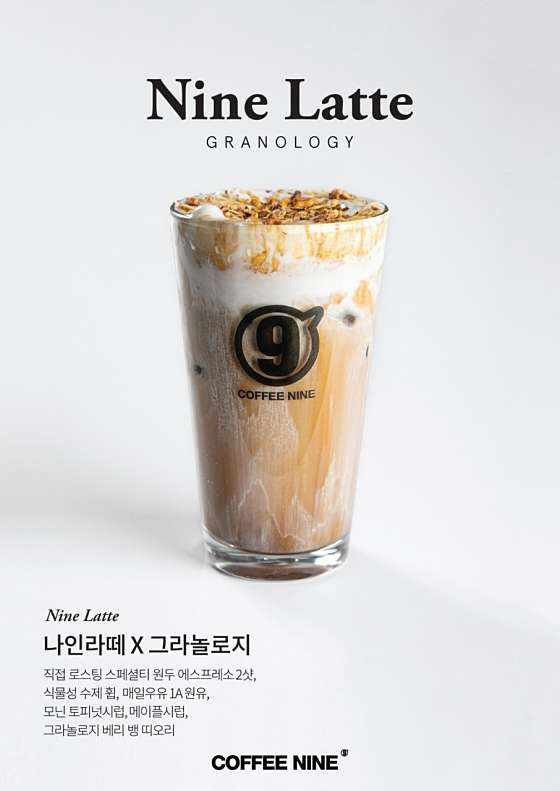 Nine Latte
GRANOLOGY
9
COFFEE NINE
Nine Latte
나인라떼 X 그라놀로지
직접 로스팅 스페셜티 원두 에스프레소 2샷,
식물성 수제 휩, 매일우유 1A 원유,
모닌 토피넛시럽, 메이플시럽,
그라놀로지 베리 뱅 띠오리
COFFEE NINE 9